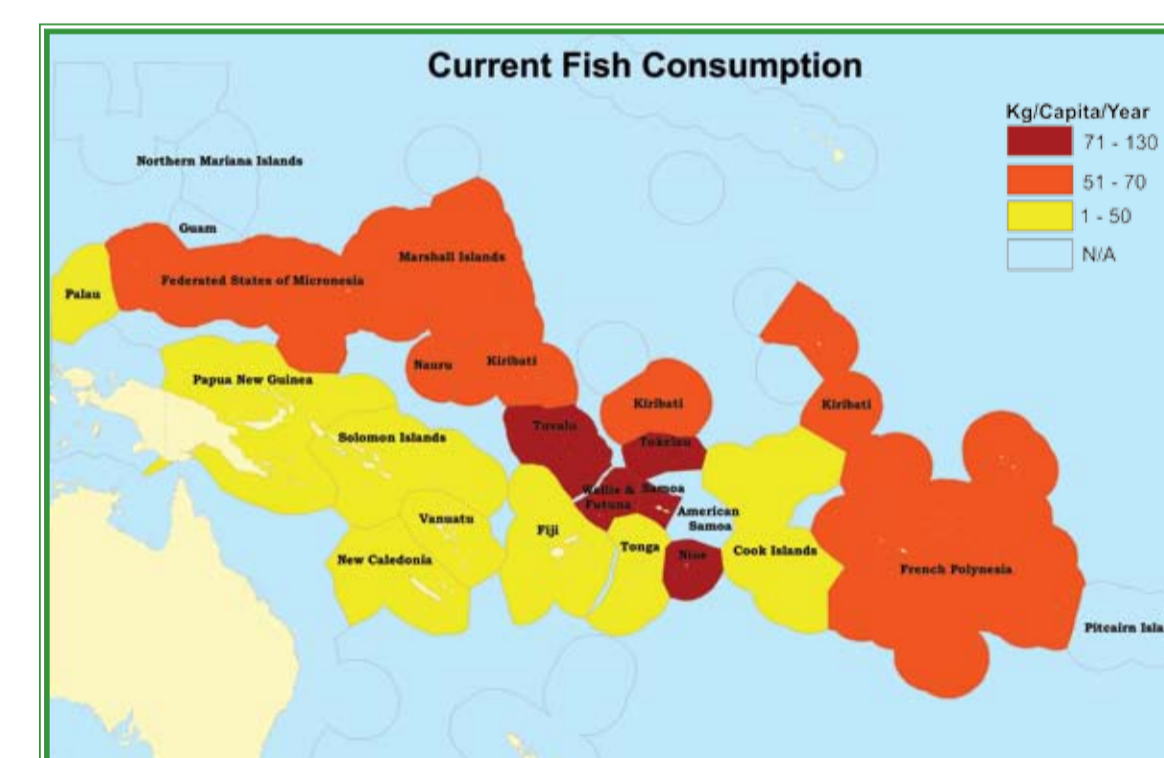 Current Fish Consumption
Kg/Capita/Year
71 - 130
51 - 70
1 - 50
N/A
Northern Mariana Islands
Guam
Marshall Islands
Federated States of Micronesia
Palau
Nauru
Kiribati
Papua New Guinea
Kiribati
Kiribati
Tuvalu
Tokelau
Solomon Islands
Wallis &
Futuna
Samoa
American
Samoa
Vanuatu
Fiji
Tonga
Niue
Cook Islands
New Caledonia
French Polynesia
Pitcairn Isla